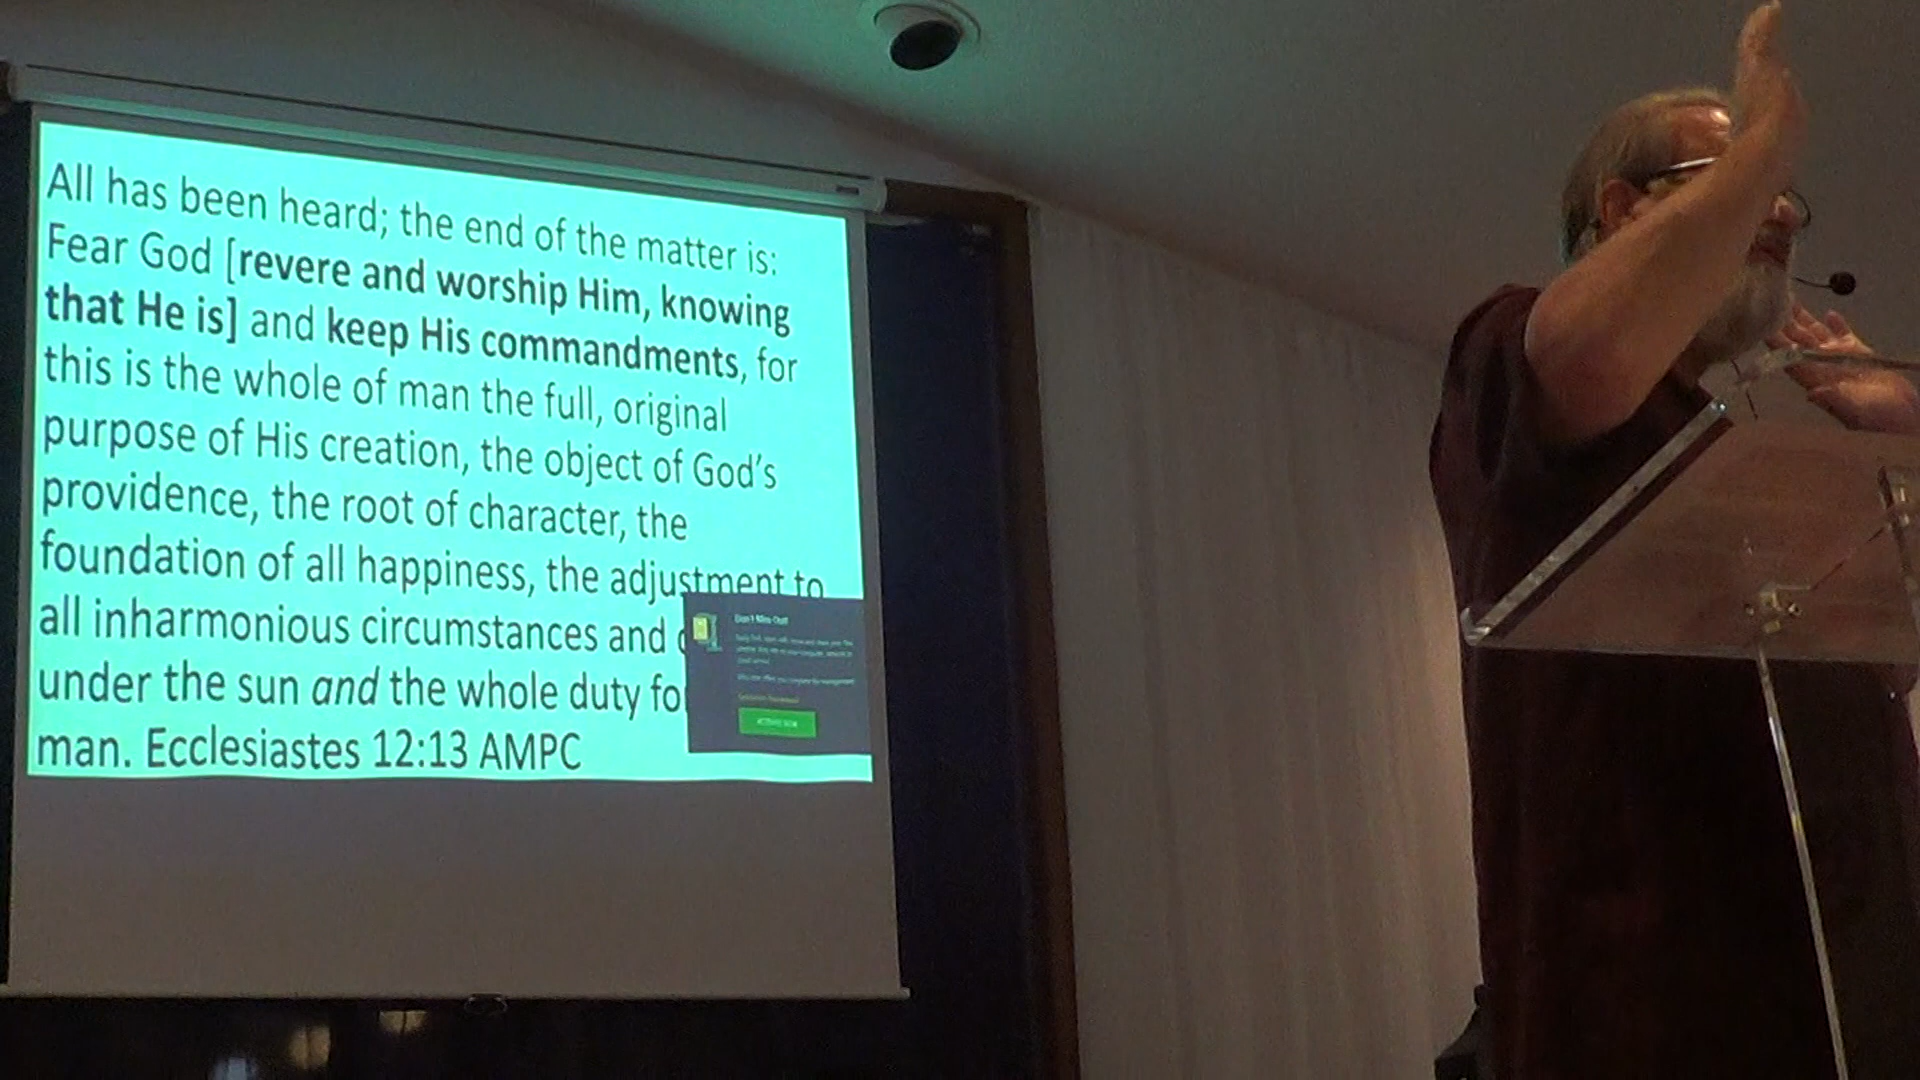 All has been heard; the end of the matter is:
Fear God [revere and worship Him, knowing
that He is] and keep His commandments, for
this is the whole of man the full, original
purpose of His creation, the object of God's
providence, the root of character, the
foundation of all happiness, the adjustment to
all inharmonious circumstances and
under the sun and the whole duty
man. Ecclesiastes 12:13 AMPC
Don't Miss Out!